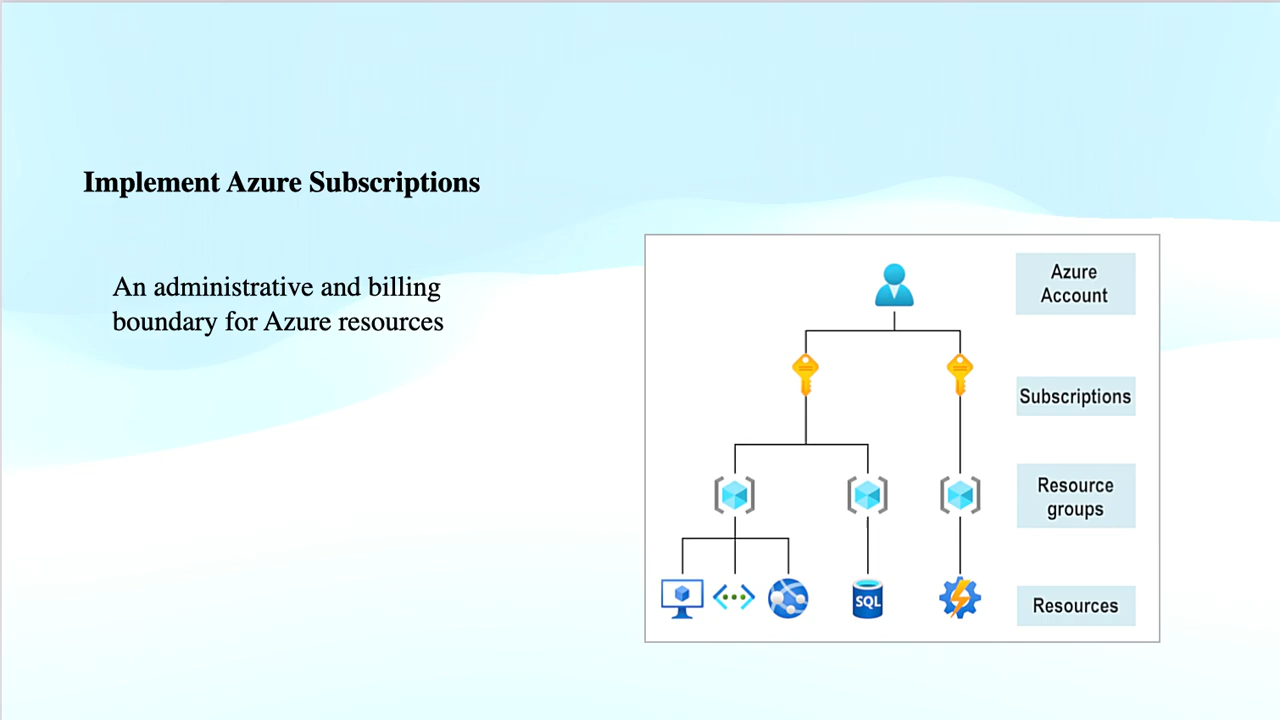 Implement Azure Subscriptions
An administrative and billing
boundary for Azure resources
Azure
Account
Subscriptions
Resource
groups
SQL
Resources